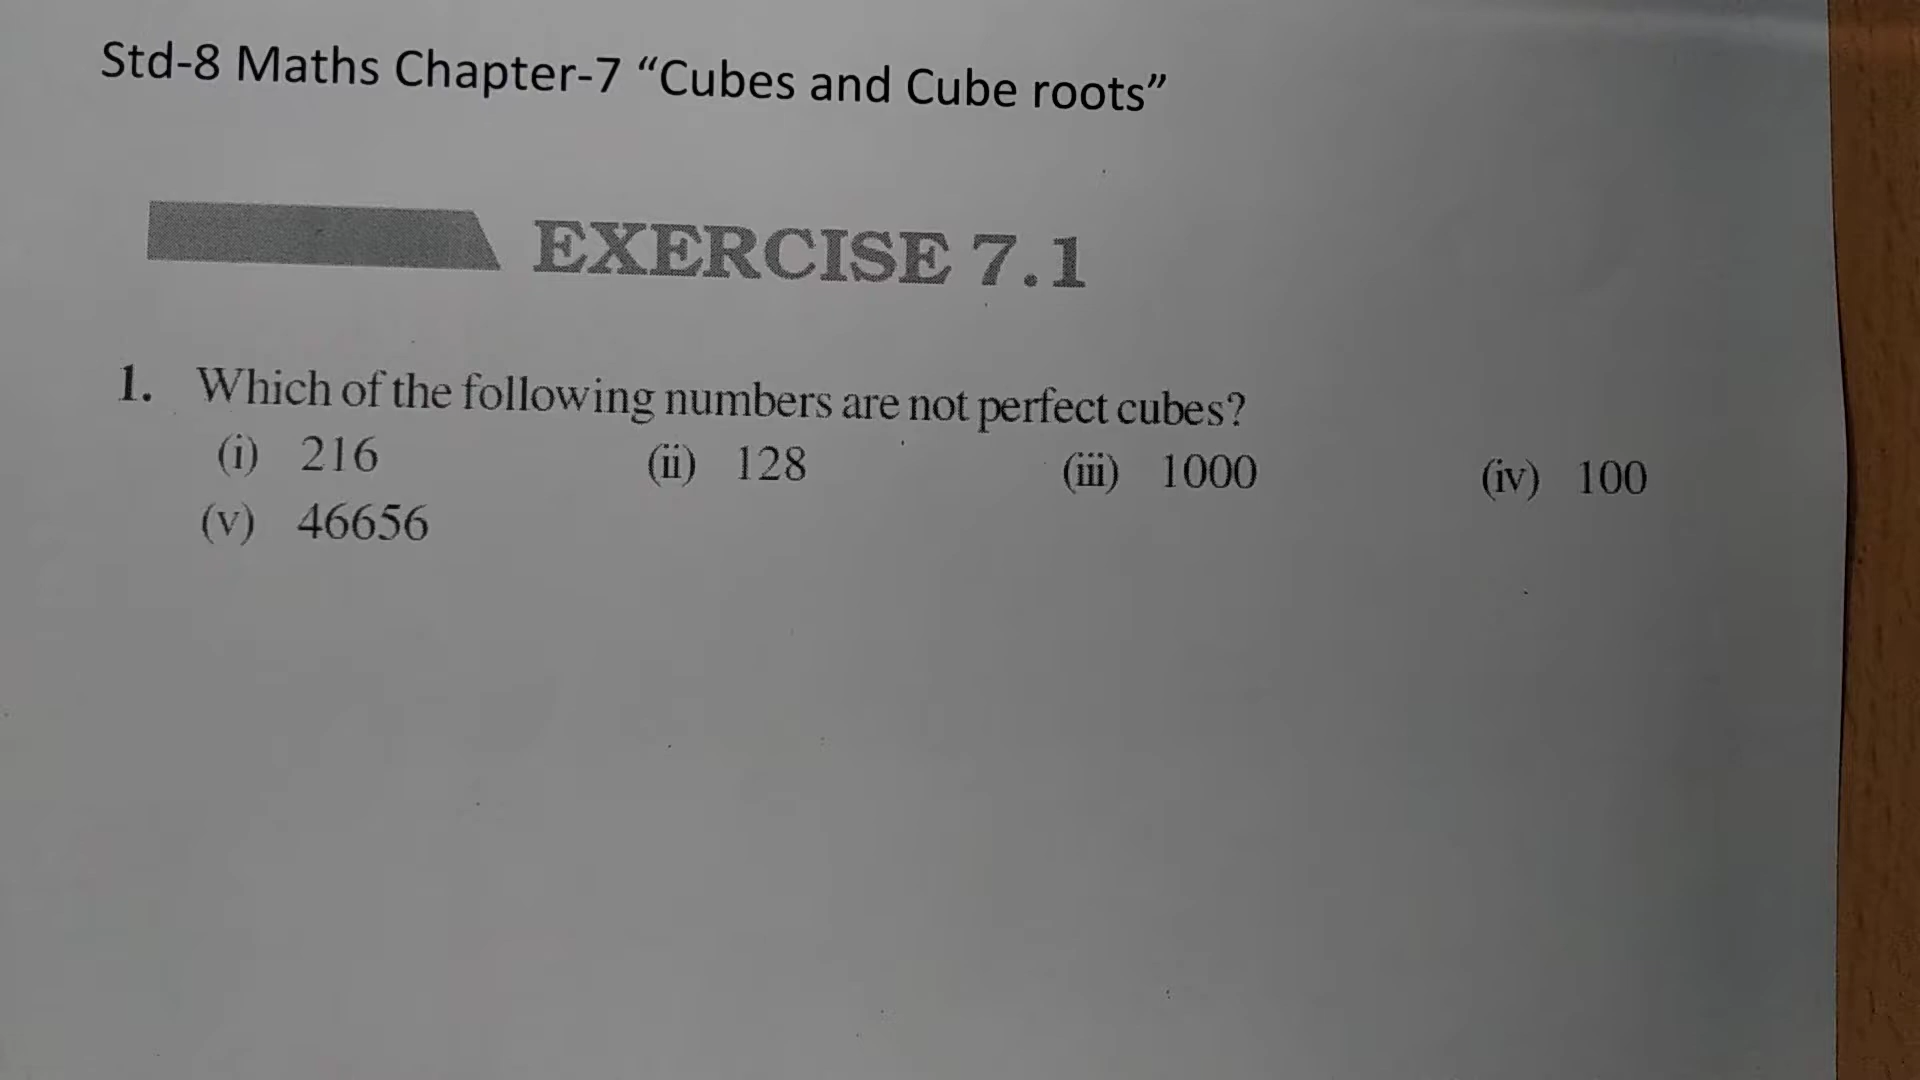 Std-8 Maths Chapter-7 “Cubes and Cube roots”
EXERCISE 7.1
1. Which of the following numbers are not perfect cubes?
(i) 216 (ii) 128 (iii) 1000 (iv) 100
(v) 46656